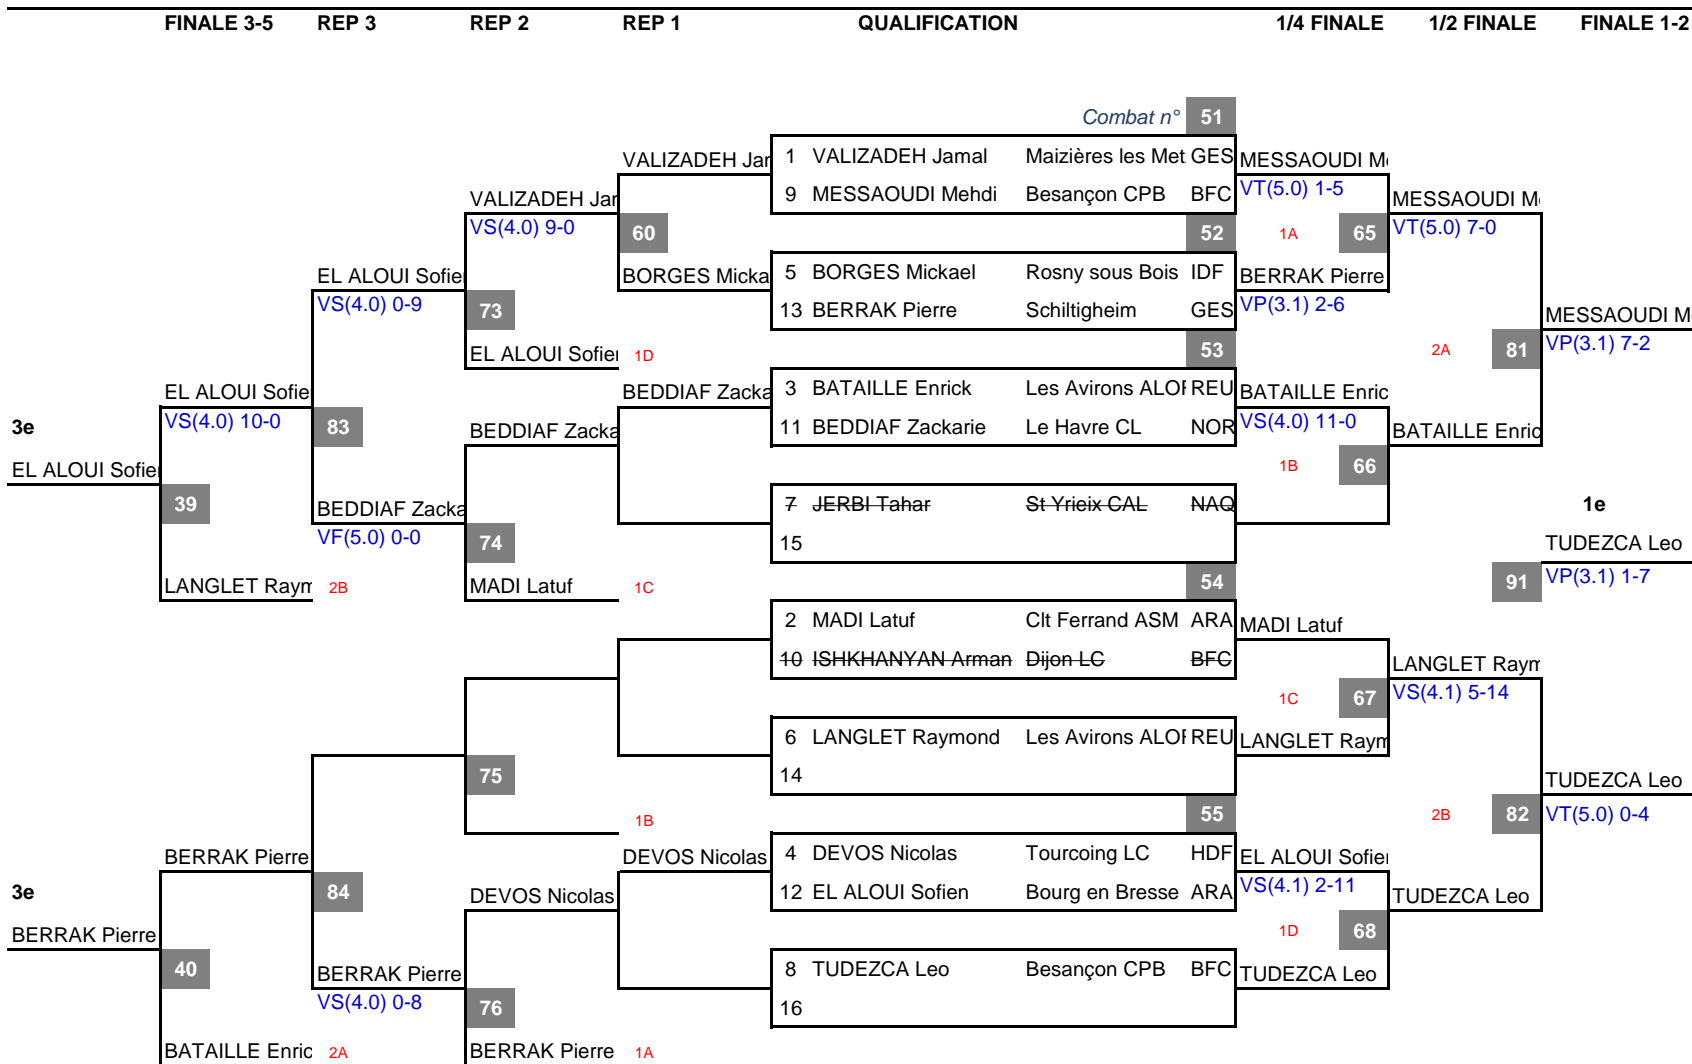 FINALE 3-5 REP 3 REP 2 REP 1 QUALIFICATION 1/4 FINALE 1/2 FINALE FINALE 1-2
Combat n° 51
VALIZADEH Jar 1 VALIZADEH Jamal Maizières les Met GES MESSAOUDI M
VALIZADEH Jar 9 MESSAOUDI Mehdi Besançon CPB BFC VT(5.0) 1-5 MESSAOUDI M
VS(4.0) 9-0 60 52 1A 65 VT(5.0) 7-0
EL ALOUI Sofie BORGES Micka 5 BORGES Mickael Rosny sous Bois IDF BERRAK Pierre
VS(4.0) 0-9 73 13 BERRAK Pierre Schiltigheim GES VP(3.1) 2-6 MESSAOUDI M
EL ALOUI Sofie 1D 53 2A 81 VP(3.1) 7-2
EL ALOUI Sofie BEDDIAF Zacka 3 BATAILLE Enrick Les Avirons ALO REU BATAILLE Enric
3e VS(4.0) 10-0 83 BEDDIAF Zacka 11 BEDDIAF Zackarie Le Havre CL NOR VS(4.0) 11-0 BATAILLE Enric
EL ALOUI Sofie 1B 66
39 BEDDIAF Zacka 7 JERBI Tahar St Yrieix CAL NAQ 1e
VF(5.0) 0-0 74 15 TUDEZCA Leo
LANGLET Raym 2B MADI Latuf 1C 54 91 VP(3.1) 1-7
2 MADI Latuf Clt Ferrand ASM ARA MADI Latuf
10 ISHKHANYAN Arman Dijon LC BFC LANGLET Raym
1C 67 VS(4.1) 5-14
6 LANGLET Raymond Les Avirons ALO REU LANGLET Raym
75 14 TUDEZCA Leo
1B 55 2B 82 VT(5.0) 0-4
BERRAK Pierre DEVOS Nicolas 4 DEVOS Nicolas Tourcoing LC HDF EL ALOUI Sofie
3e 84 DEVOS Nicolas 12 EL ALOUI Sofien Bourg en Bresse ARA VS(4.1) 2-11 TUDEZCA Leo
BERRAK Pierre 1D 68
40 BERRAK Pierre 8 TUDEZCA Leo Besançon CPB BFC TUDEZCA Leo
VS(4.0) 0-8 76 16
BATAILLE Enric 2A BERRAK Pierre 1A